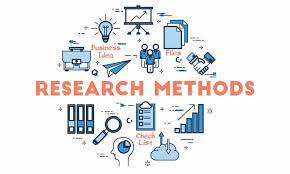 Business
Idea
Files
RESEARCH METHODS
Check
List